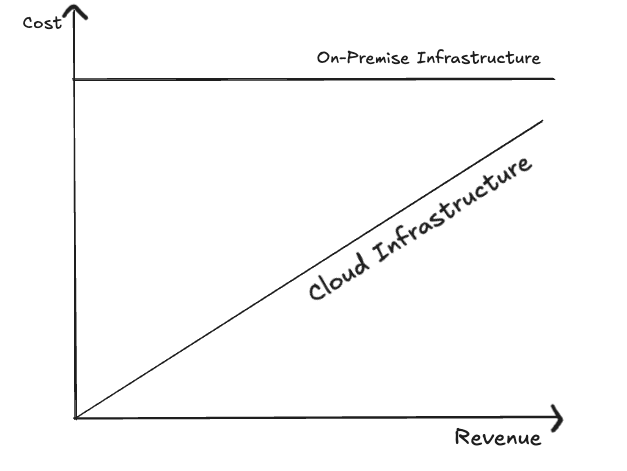 Cost
On-Premise Infrastructure
Cloud Infrastructure
Revenue